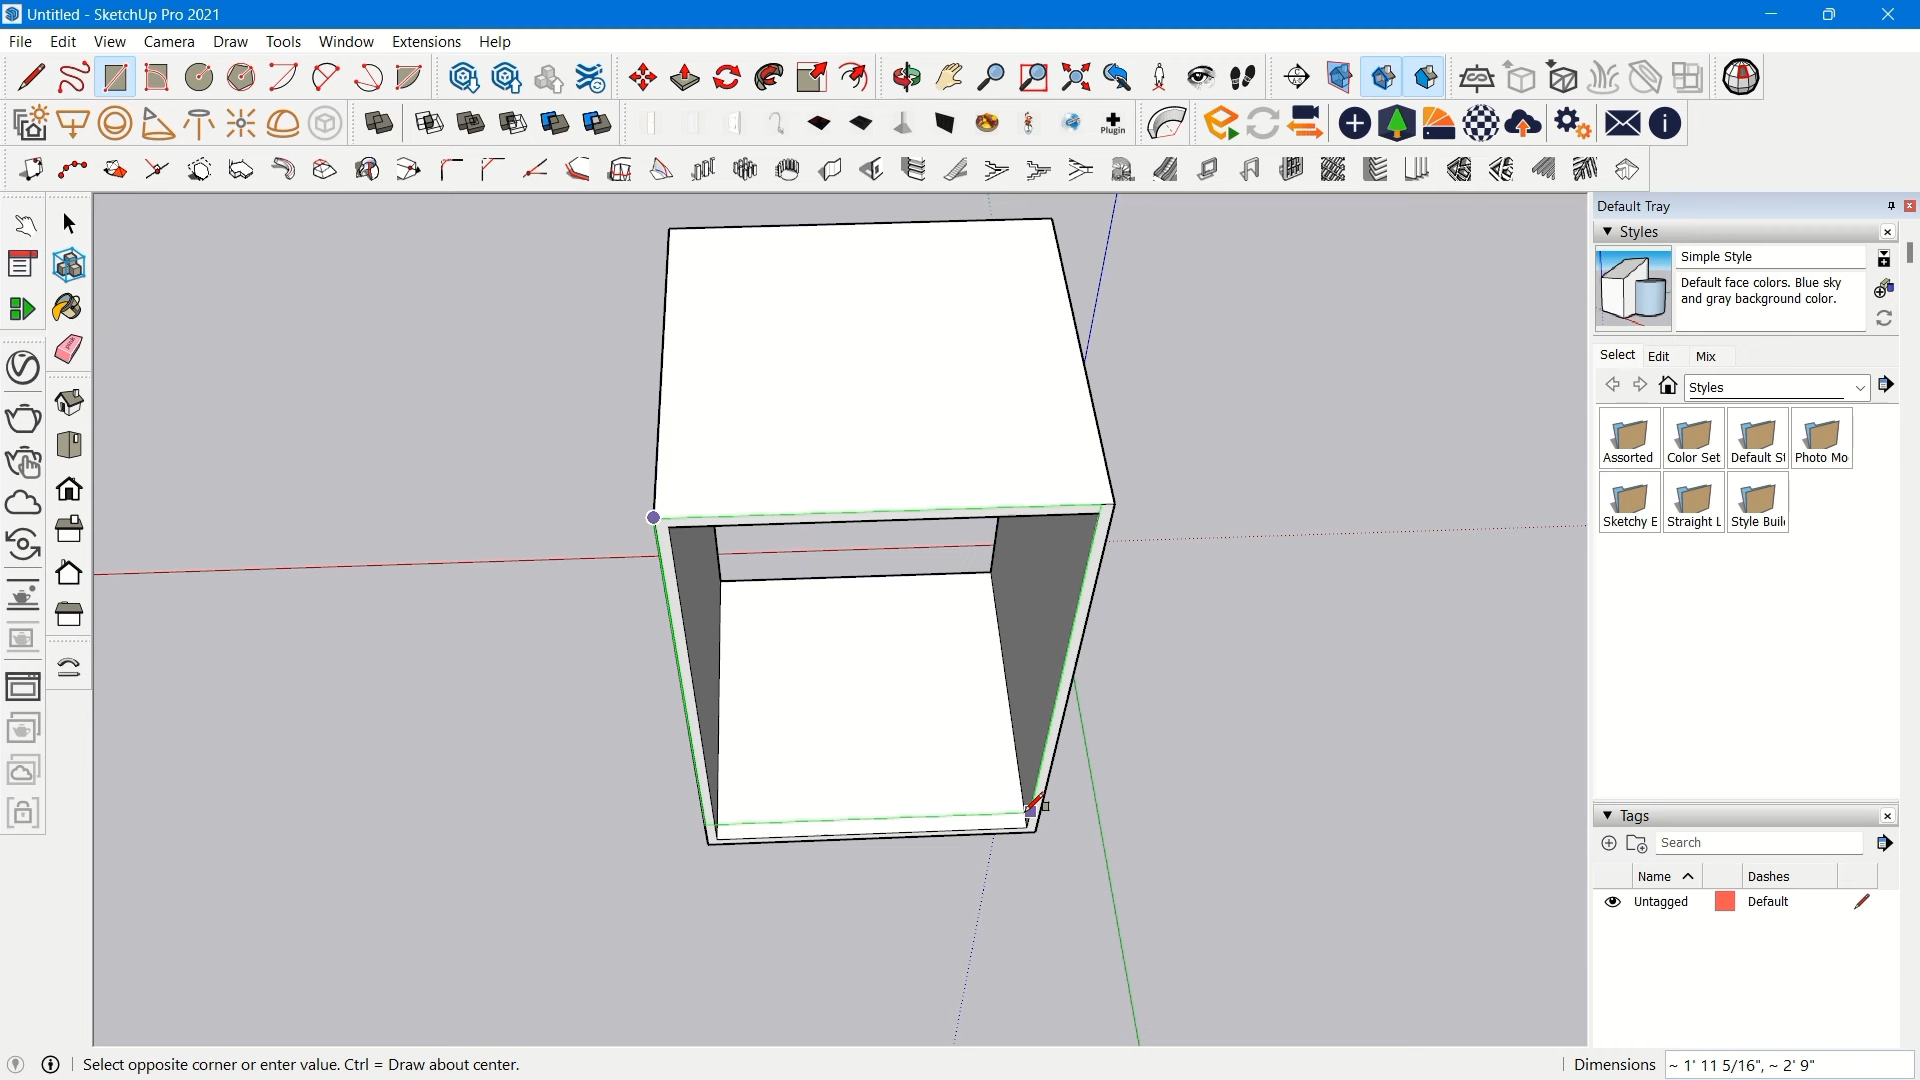 Untitled - SketchUp Pro 2021
File Edit View Camera Draw Tools Window Extensions Help
Plugin
Default Tray
Styles
Simple Style
Default face colors. Blue sky
and gray background color.
Select Edit Mix
Styles
Assorted Color Set Default St Photo Mo
Sketchy E Straight L Style Buil
Tags
Search
Name Dashes
Untagged Default
Select opposite corner or enter value. Ctrl = Draw about center.
Dimensions ~ 1' 11 5/16", ~ 2' 9"